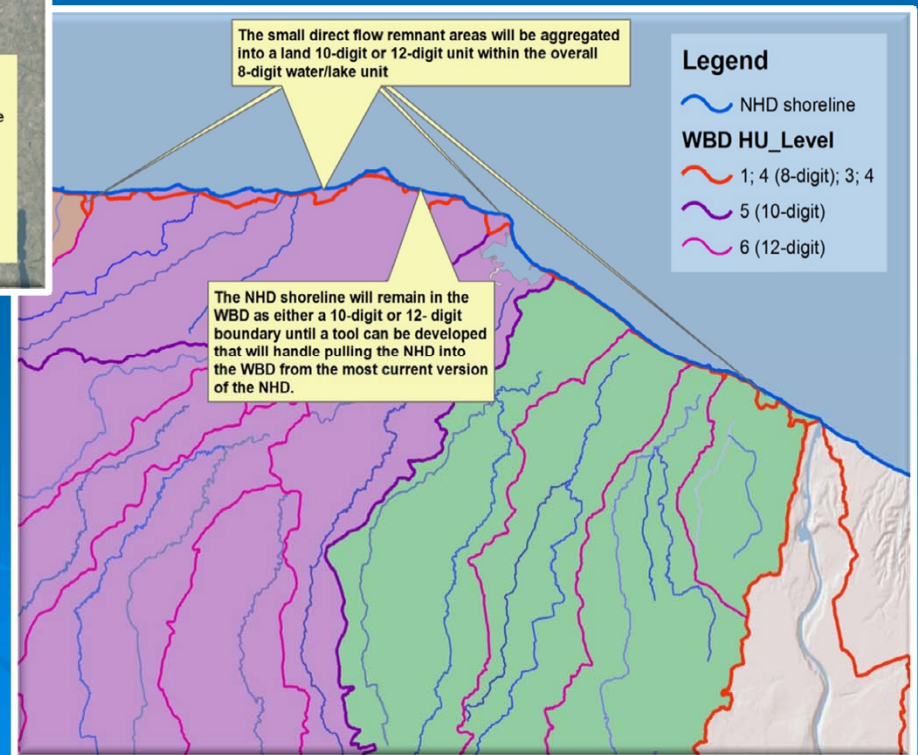 The small direct flow remnant areas will be aggregated
into a land 10-digit or 12-digit unit within the overall
8-digit water/lake unit
Legend
NHD shoreline
WBD HU_Level
1; 4 (8-digit); 3; 4
5 (10-digit)
6 (12-digit)
The NHD shoreline will remain in the
WBD as either a 10-digit or 12- digit
boundary until a tool can be developed
that will handle pulling the NHD into
the WBD from the most current version
of the NHD.